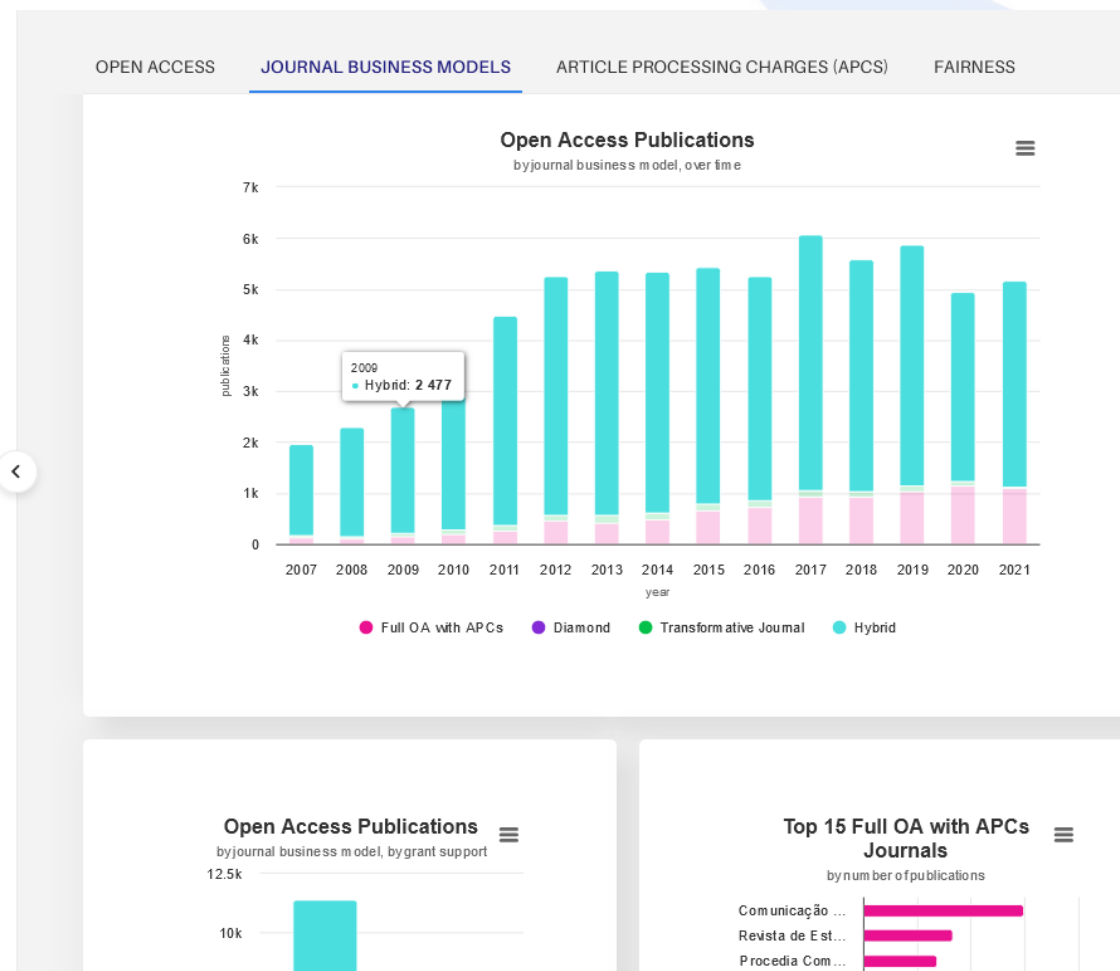 OPEN ACCESS JOURNAL BUSINESS MODELS ARTICLE PROCESSING CHARGES (APCS) FAIRNESS
Open Access Publications
by journal business model, over time
7k
6k
5k
4k
3k
2k
1k
0
publications
2009
Hybrid: 2 477
2007 2008 2009 2010 2011 2012 2013 2014 2015 2016 2017 2018 2019 2020 2021
year
Full OA with APCs Diamond Transformative Journal Hybrid
Open Access Publications
by journal business model, by grant support
12.5k
10k
Top 15 Full OA with APCs
Journals
by number of publications
Comunicação ...
Revista de Est...
Procedia Com...